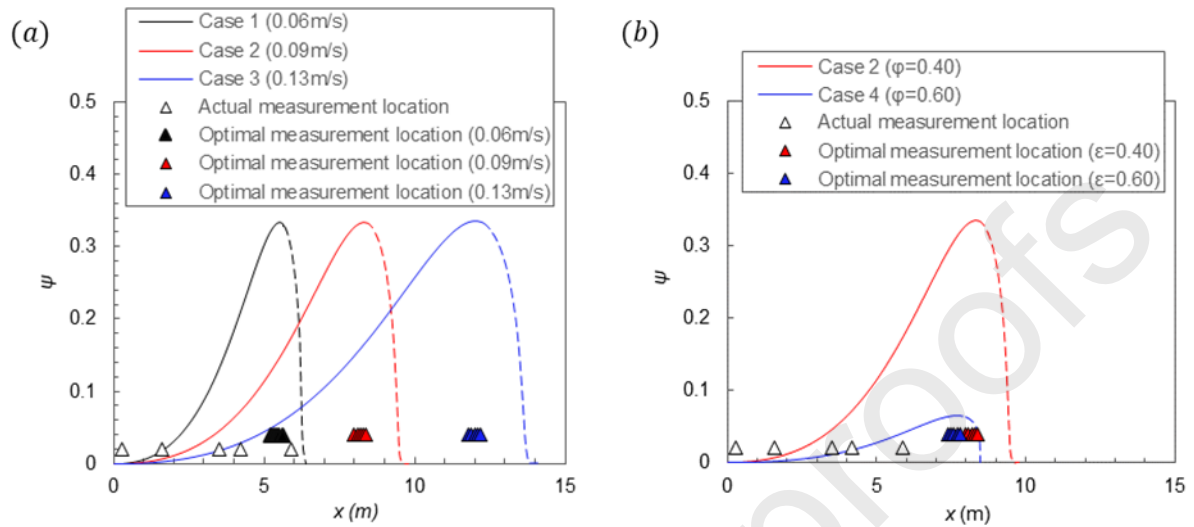 (a)
Case 1 (0.06m/s)
Case 2 (0.09m/s)
Case 3 (0.13m/s)
Actual measurement location
Optimal measurement location (0.06m/s)
Optimal measurement location (0.09m/s)
Optimal measurement location (0.13m/s)
0.5
0.4
0.3
0.2
0.1
0
ψ
0 5 10 15
x (m)
(b)
Case 2 (φ=0.40)
Case 4 (φ=0.60)
Actual measurement location
Optimal measurement location (ε=0.40)
Optimal measurement location (ε=0.60)
0.5
0.4
0.3
0.2
0.1
0
ψ
0 5 10 15
x (m)
proofs